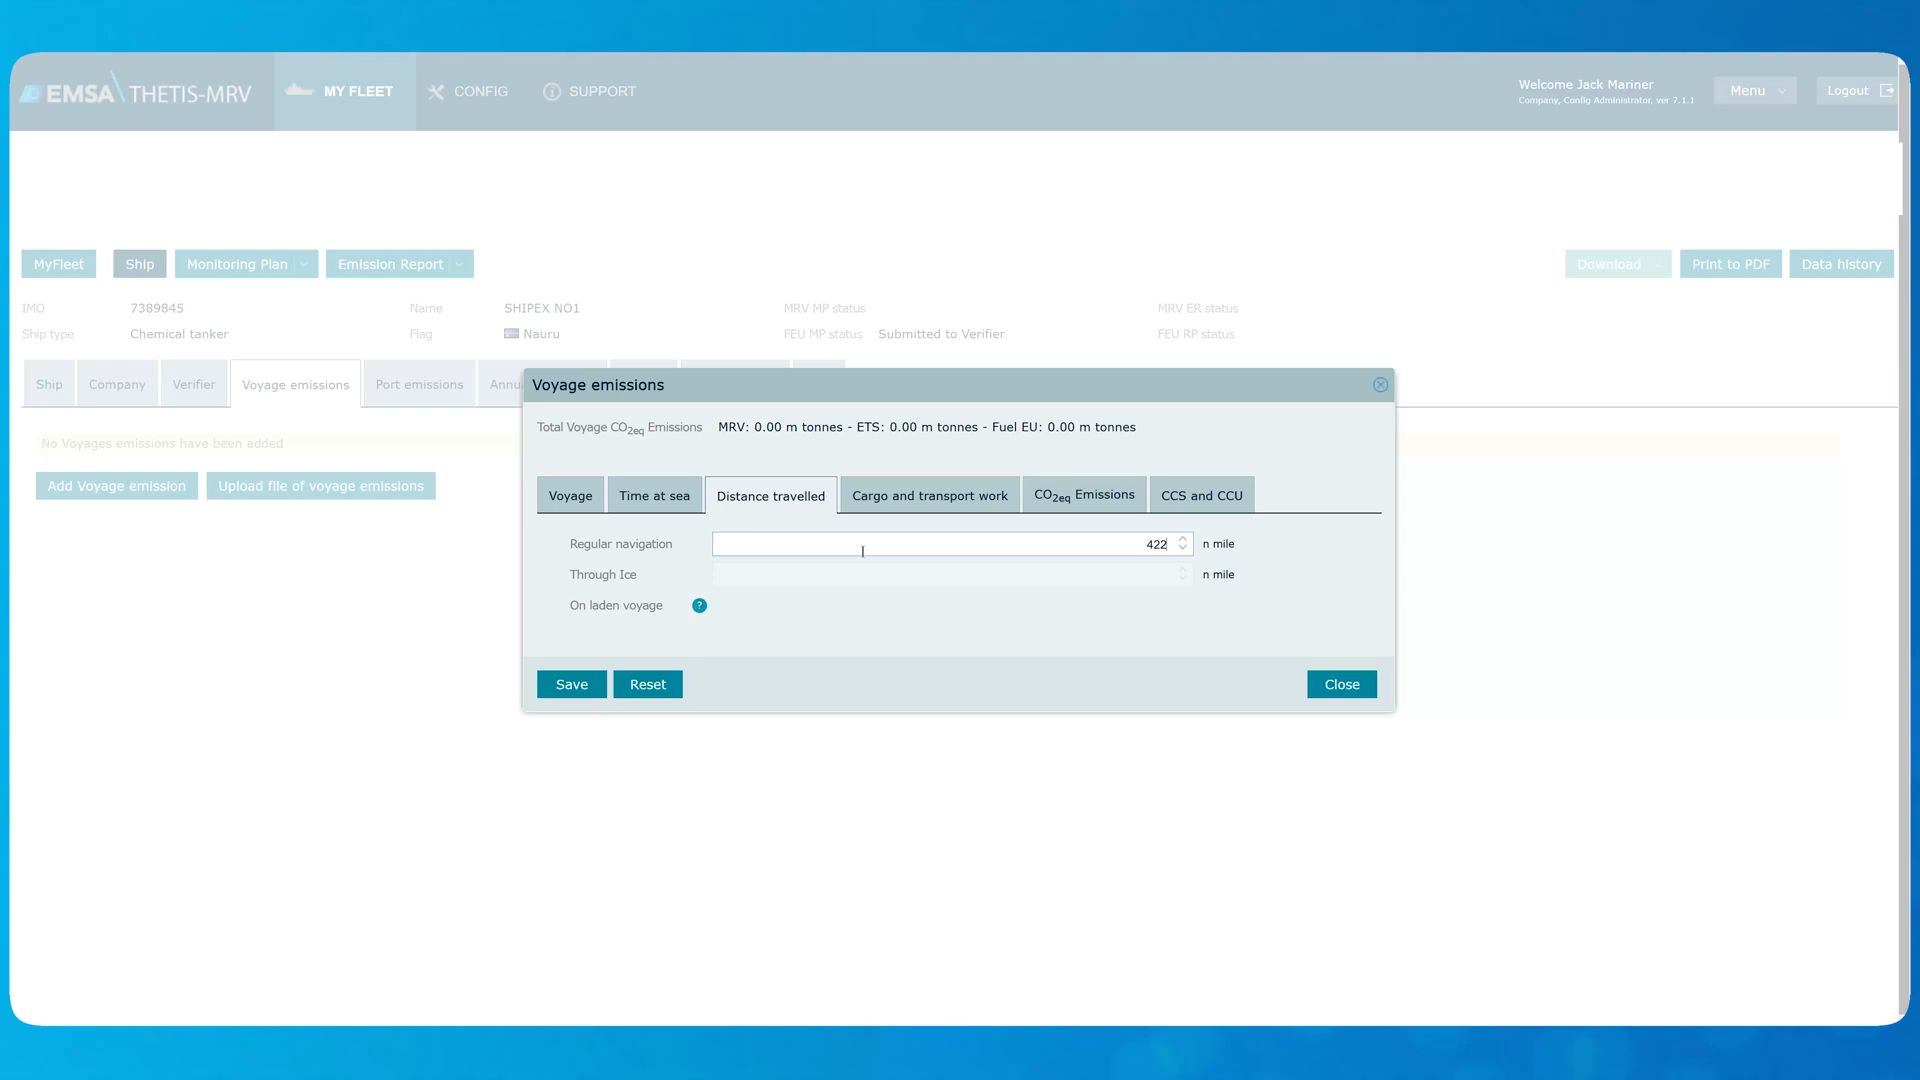 EMSA THETIS-MRV
MY FLEET
CONFIG
SUPPORT
Welcome Jack Mariner
Company, Config Administrator, ver 7.1.1
Menu
Logout
MyFleet
Ship
Monitoring Plan
Emission Report
Download
Print to PDF
Data history
IMO 7389845 Name SHIPEX NO1 MRV MP status MRV ER status
Ship type Chemical tanker Flag Nauru FEU MP status Submitted to Verifier FEU RP status
Ship Company Verifier Voyage emissions Port emissions Annu
No Voyages emissions have been added
Add Voyage emission Upload file of voyage emissions
Voyage emissions
Total Voyage CO2eq Emissions MRV: 0.00 m tonnes - ETS: 0.00 m tonnes - Fuel EU: 0.00 m tonnes
Voyage Time at sea Distance travelled Cargo and transport work CO2eq Emissions CCS and CCU
Regular navigation 422 n mile
Through Ice n mile
On laden voyage ?
Save Reset Close